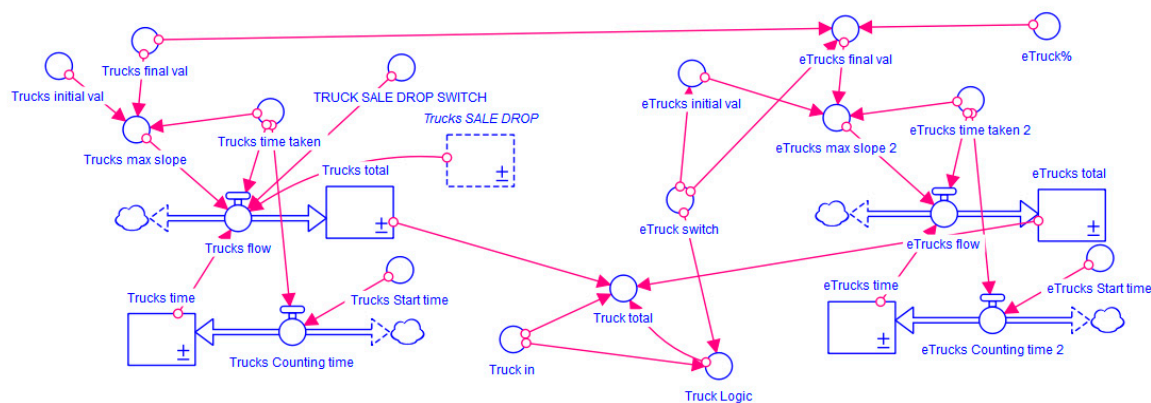 Trucks final val
eTrucks final val
eTruck%
Trucks initial val
TRUCK SALE DROP SWITCH
eTrucks initial val
Trucks SALE DROP
Trucks time taken
eTrucks time taken 2
Trucks max slope
eTrucks max slope 2
Trucks total
eTrucks total
±
±
±
eTruck switch
Trucks flow
eTrucks flow
Trucks time
Trucks Start time
eTrucks time
eTrucks Start time
Truck total
±
±
Trucks Counting time
eTrucks Counting time 2
Truck in
Truck Logic